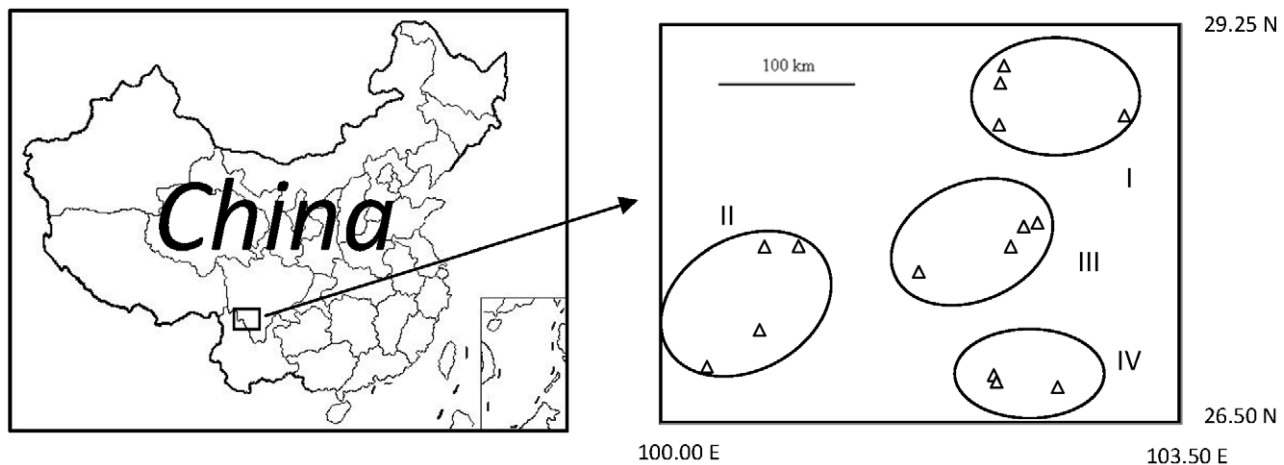 China
29.25 N
100 km
I
II
III
IV
26.50 N
100.00 E
103.50 E